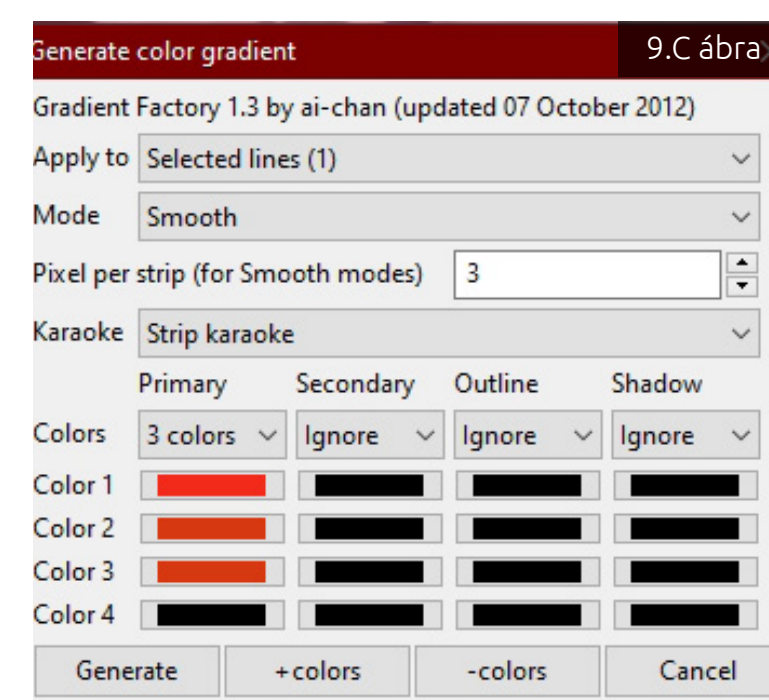 Generate color gradient
9.C ábra
Gradient Factory 1.3 by ai-chan (updated 07 October 2012)
Apply to Selected lines (1)
Mode Smooth
Pixel per strip (for Smooth modes) 3
Karaoke Strip karaoke
Primary Secondary Outline Shadow
Colors 3 colors Ignore Ignore Ignore
Color 1
Color 2
Color 3
Color 4
Generate +colors -colors Cancel